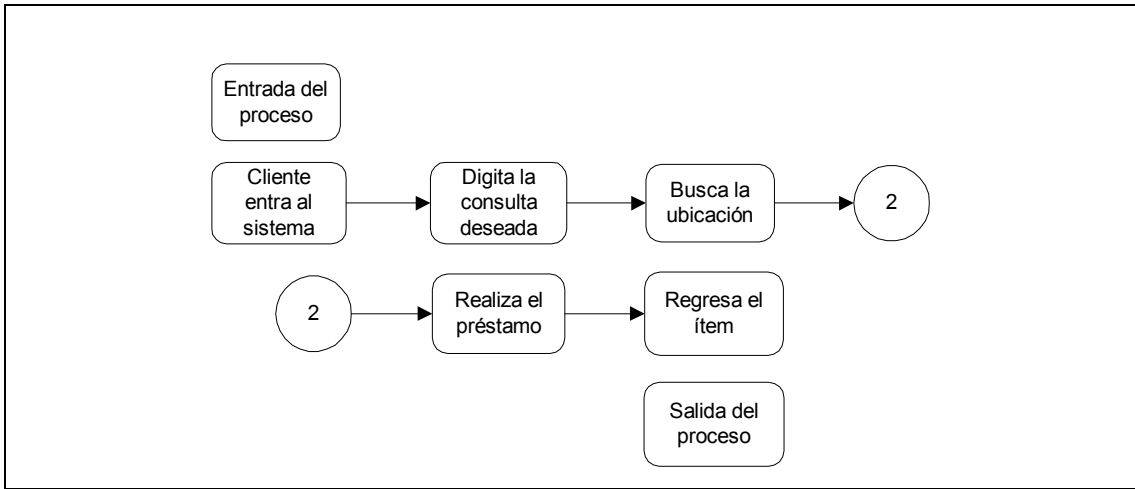 Entrada del
proceso
Cliente
entra al
sistema
Digita la
consulta
deseada
Busca la
ubicación
2
2
Realiza el
préstamo
Regresa el
ítem
Salida del
proceso